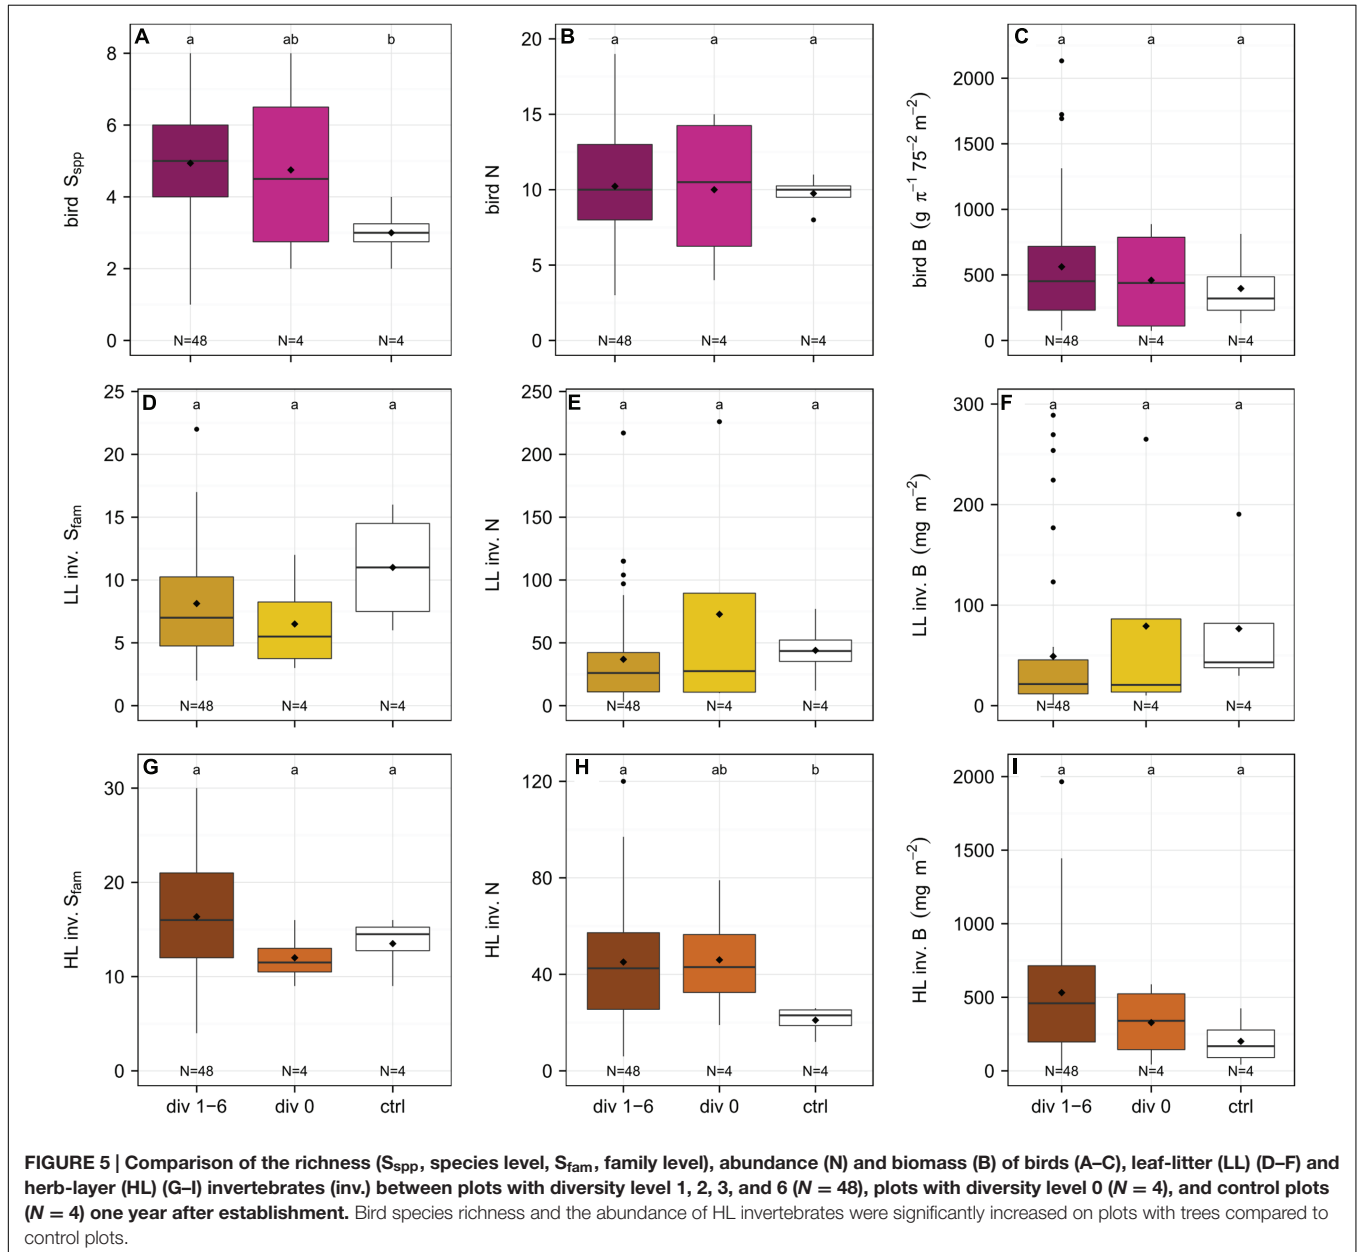 A a ab b
bird S_spp
8
6
4
2
0
N=48 N=4 N=4
B a a a
bird N
20
15
10
5
0
N=48 N=4 N=4
C a a a
bird B (g π⁻¹ 75⁻² m⁻²)
2000
1500
1000
500
0
N=48 N=4 N=4
D a a a
LL inv. S_fam
25
20
15
10
5
0
N=48 N=4 N=4
E a a a
LL inv. N
250
200
150
100
50
0
N=48 N=4 N=4
F a a a
LL inv. B (mg m⁻²)
300
200
100
0
N=48 N=4 N=4
G a a a
HL inv. S_fam
30
20
10
0
N=48 N=4 N=4
div 1−6 div 0 ctrl
H a ab b
HL inv. N
120
80
40
0
N=48 N=4 N=4
div 1−6 div 0 ctrl
I a a a
HL inv. B (mg m⁻²)
2000
1500
1000
500
0
N=48 N=4 N=4
div 1−6 div 0 ctrl
FIGURE 5 | Comparison of the richness (S_spp, species level, S_fam, family level), abundance (N) and biomass (B) of birds (A–C), leaf-litter (LL) (D–F) and
herb-layer (HL) (G–I) invertebrates (inv.) between plots with diversity level 1, 2, 3, and 6 (N = 48), plots with diversity level 0 (N = 4), and control plots
(N = 4) one year after establishment. Bird species richness and the abundance of HL invertebrates were significantly increased on plots with trees compared to
control plots.